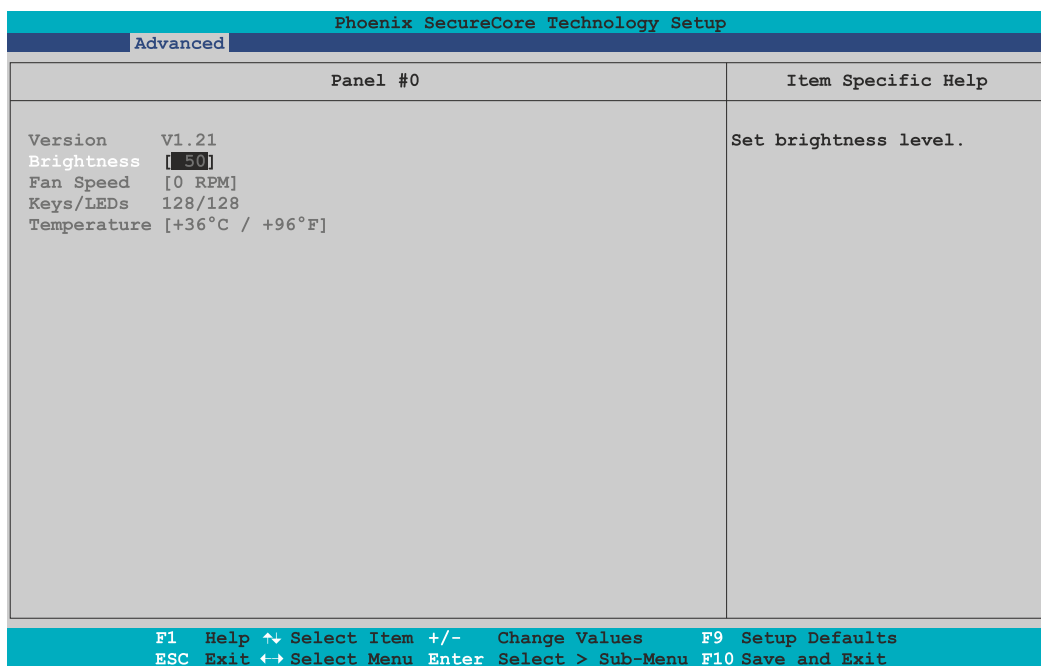 Phoenix SecureCore Technology Setup
Advanced
Panel #0
Item Specific Help
Version V1.21
Set brightness level.
Brightness [ 50]
Fan Speed [0 RPM]
Keys/LEDs 128/128
Temperature [+36°C / +96°F]
F1 Help ↑↓ Select Item +/- Change Values F9 Setup Defaults
ESC Exit ←→ Select Menu Enter Select > Sub-Menu F10 Save and Exit